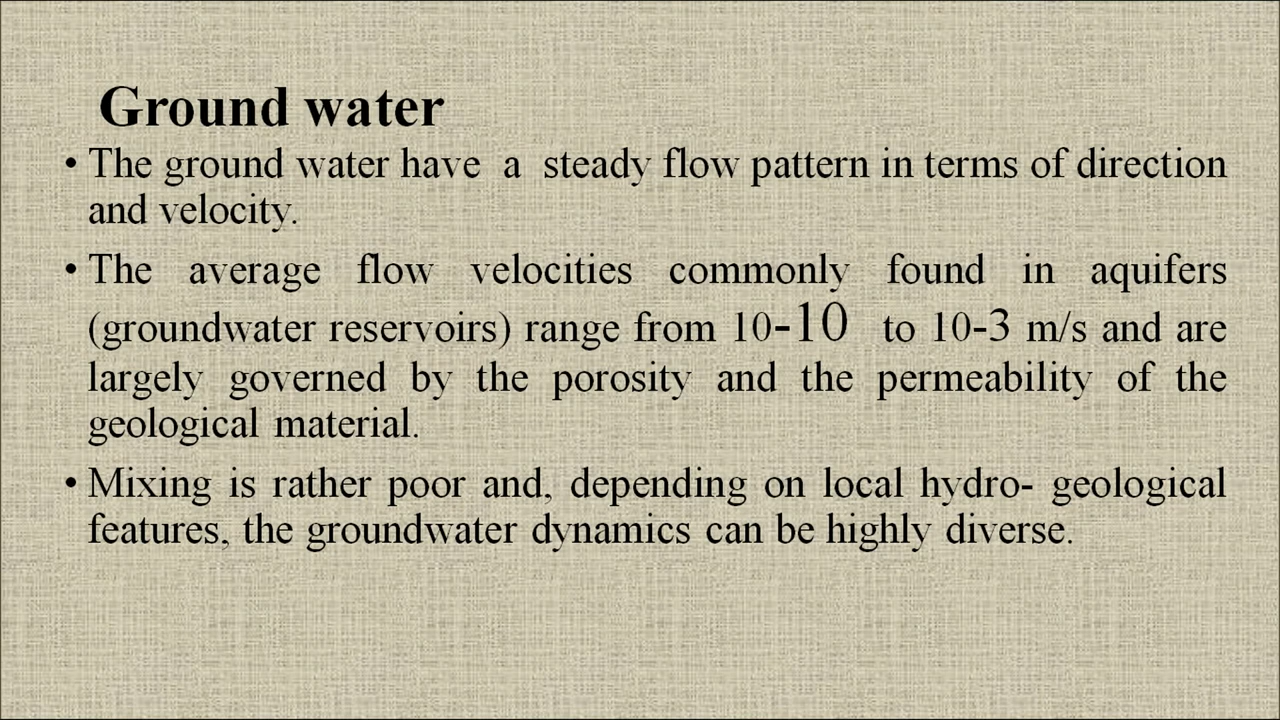 Ground water
• The ground water have a steady flow pattern in terms of direction
and velocity.
• The average flow velocities commonly found in aquifers
(groundwater reservoirs) range from 10-10 to 10-3 m/s and are
largely governed by the porosity and the permeability of the
geological material.
• Mixing is rather poor and, depending on local hydro- geological
features, the groundwater dynamics can be highly diverse.